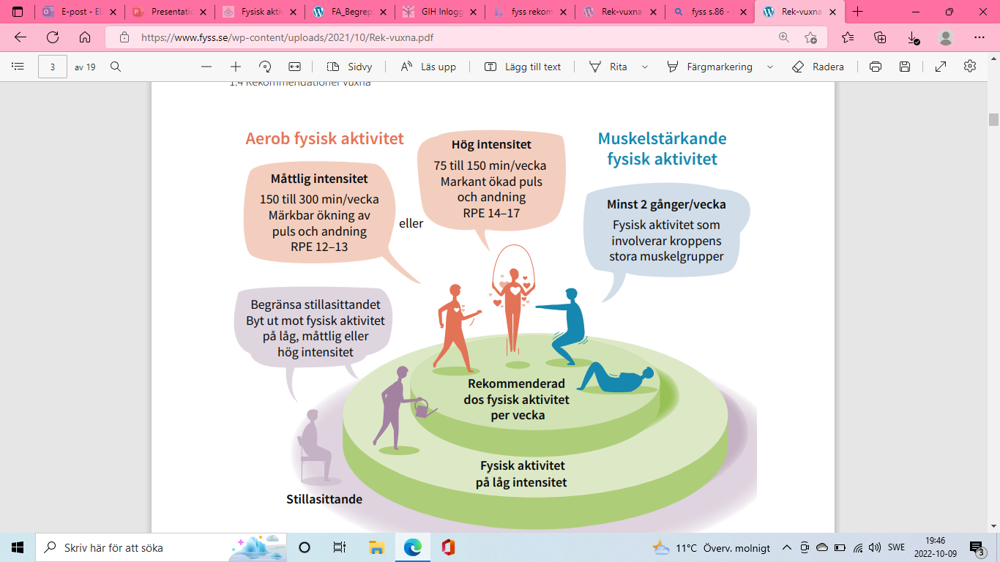 E-post - El
Presentatio
Fysisk aktiv
FA_Begrep
GIH Inlogg
fyss rekom
Rek-vuxna
fyss s.86 -
Rek-vuxna
https://www.fyss.se/wp-content/uploads/2021/10/Rek-vuxna.pdf
3 av 19
Sidvy
Läs upp
Lägg till text
Rita
Färgmarkering
Radera
1.4 Rekommendationer vuxna
Aerob fysisk aktivitet
Måttlig intensitet
150 till 300 min/vecka
Märkbar ökning av
puls och andning
RPE 12–13
eller
Hög intensitet
75 till 150 min/vecka
Markant ökad puls
och andning
RPE 14–17
Muskelstärkande
fysisk aktivitet
Minst 2 gånger/vecka
Fysisk aktivitet som
involverar kroppens
stora muskelgrupper
Begränsa stillasittandet
Byt ut mot fysisk aktivitet
på låg, måttlig eller
hög intensitet
Rekommenderad
dos fysisk aktivitet
per vecka
Fysisk aktivitet
på låg intensitet
Stillasittande
Skriv här för att söka
11°C Överv. molnigt
SWE
19:46
2022-10-09
3